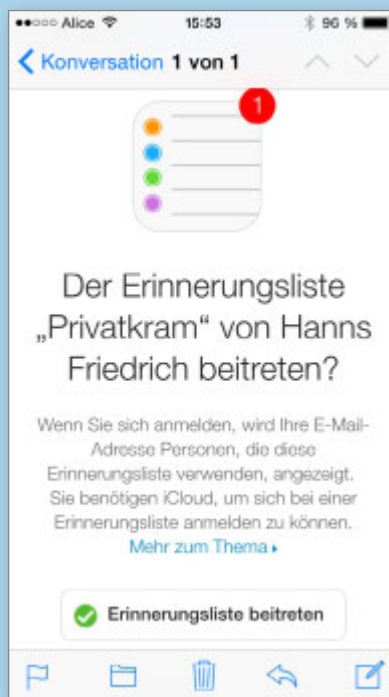 Alice 15:53 96 %
Konversation 1 von 1
1
Der Erinnerungsliste
„Privatkram“ von Hanns
Friedrich beitreten?
Wenn Sie sich anmelden, wird Ihre E-Mail-
Adresse Personen, die diese
Erinnerungsliste verwenden, angezeigt.
Sie benötigen iCloud, um sich bei einer
Erinnerungsliste anmelden zu können.
Mehr zum Thema
Erinnerungsliste beitreten